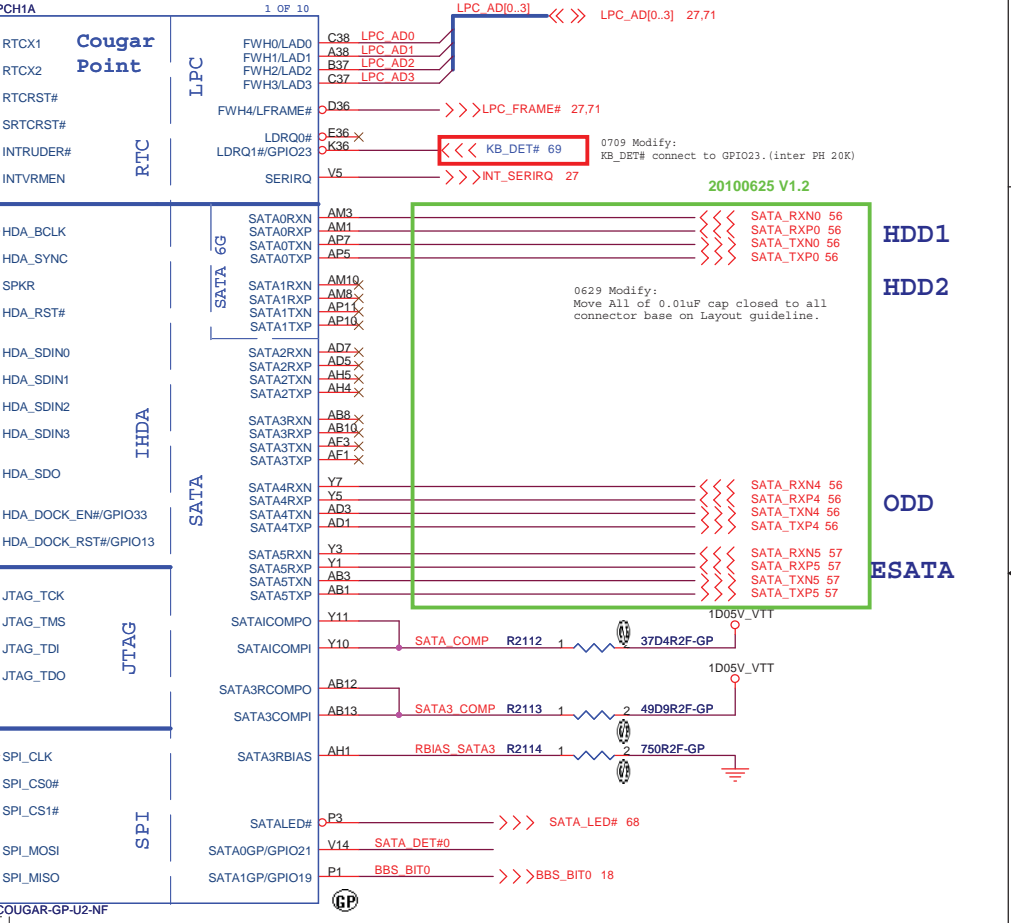 PCH1A
1 OF 10
LPC_AD[0..3]
LPC_AD[0..3] 27,71
Cougar
Point
RTCX1
RTCX2
RTCRST#
SRTCRST#
INTRUDER#
INTVRMEN
RTC
LPC
FWH0/LAD0 C38 LPC_AD0
FWH1/LAD1 A38 LPC_AD1
FWH2/LAD2 B37 LPC_AD2
FWH3/LAD3 C37 LPC_AD3
FWH4/LFRAME# D36 LPC_FRAME# 27,71
LDRQ0# E36
LDRQ1#/GPIO23 K36 KB_DET# 69
0709 Modify:
KB_DET# connect to GPIO23.(inter PH 20K)
SERIRQ V5 INT_SERIRQ 27
20100625 V1.2
HDA_BCLK
HDA_SYNC
SPKR
HDA_RST#
HDA_SDIN0
HDA_SDIN1
HDA_SDIN2
HDA_SDIN3
HDA_SDO
HDA_DOCK_EN#/GPIO33
HDA_DOCK_RST#/GPIO13
IHDA
SATA 6G
SATA
SATA0RXN AM3 SATA_RXN0 56
SATA0RXP AM1 SATA_RXP0 56
SATA0TXN AP7 SATA_TXN0 56
SATA0TXP AP5 SATA_TXP0 56
HDD1
SATA1RXN AM10
SATA1RXP AM8
SATA1TXN AP11
SATA1TXP AP10
HDD2
0629 Modify:
Move All of 0.01uF cap closed to all
connector base on Layout guideline.
SATA2RXN AD7
SATA2RXP AD5
SATA2TXN AH5
SATA2TXP AH4
SATA3RXN AB8
SATA3RXP AB10
SATA3TXN AF3
SATA3TXP AF1
SATA4RXN Y7 SATA_RXN4 56
SATA4RXP Y5 SATA_RXP4 56
SATA4TXN AD3 SATA_TXN4 56
SATA4TXP AD1 SATA_TXP4 56
ODD
SATA5RXN Y3 SATA_RXN5 57
SATA5RXP Y1 SATA_RXP5 57
SATA5TXN AB3 SATA_TXN5 57
SATA5TXP AB1 SATA_TXP5 57
ESATA
JTAG_TCK
JTAG_TMS
JTAG_TDI
JTAG_TDO
JTAG
SATAICOMPO Y11
1D05V_VTT
SATAICOMPI Y10 SATA_COMP R2112 1 2 37D4R2F-GP
1D05V_VTT
SATA3RCOMPO AB12
SATA3COMPI AB13 SATA3_COMP R2113 1 2 49D9R2F-GP
SATA3RBIAS AH1 RBIAS_SATA3 R2114 1 2 750R2F-GP
SPI_CLK
SPI_CS0#
SPI_CS1#
SPI_MOSI
SPI_MISO
SPI
SATALED# P3 SATA_LED# 68
SATA0GP/GPIO21 V14 SATA_DET#0
SATA1GP/GPIO19 P1 BBS_BIT0 BBS_BIT0 18
GP
COUGAR-GP-U2-NF